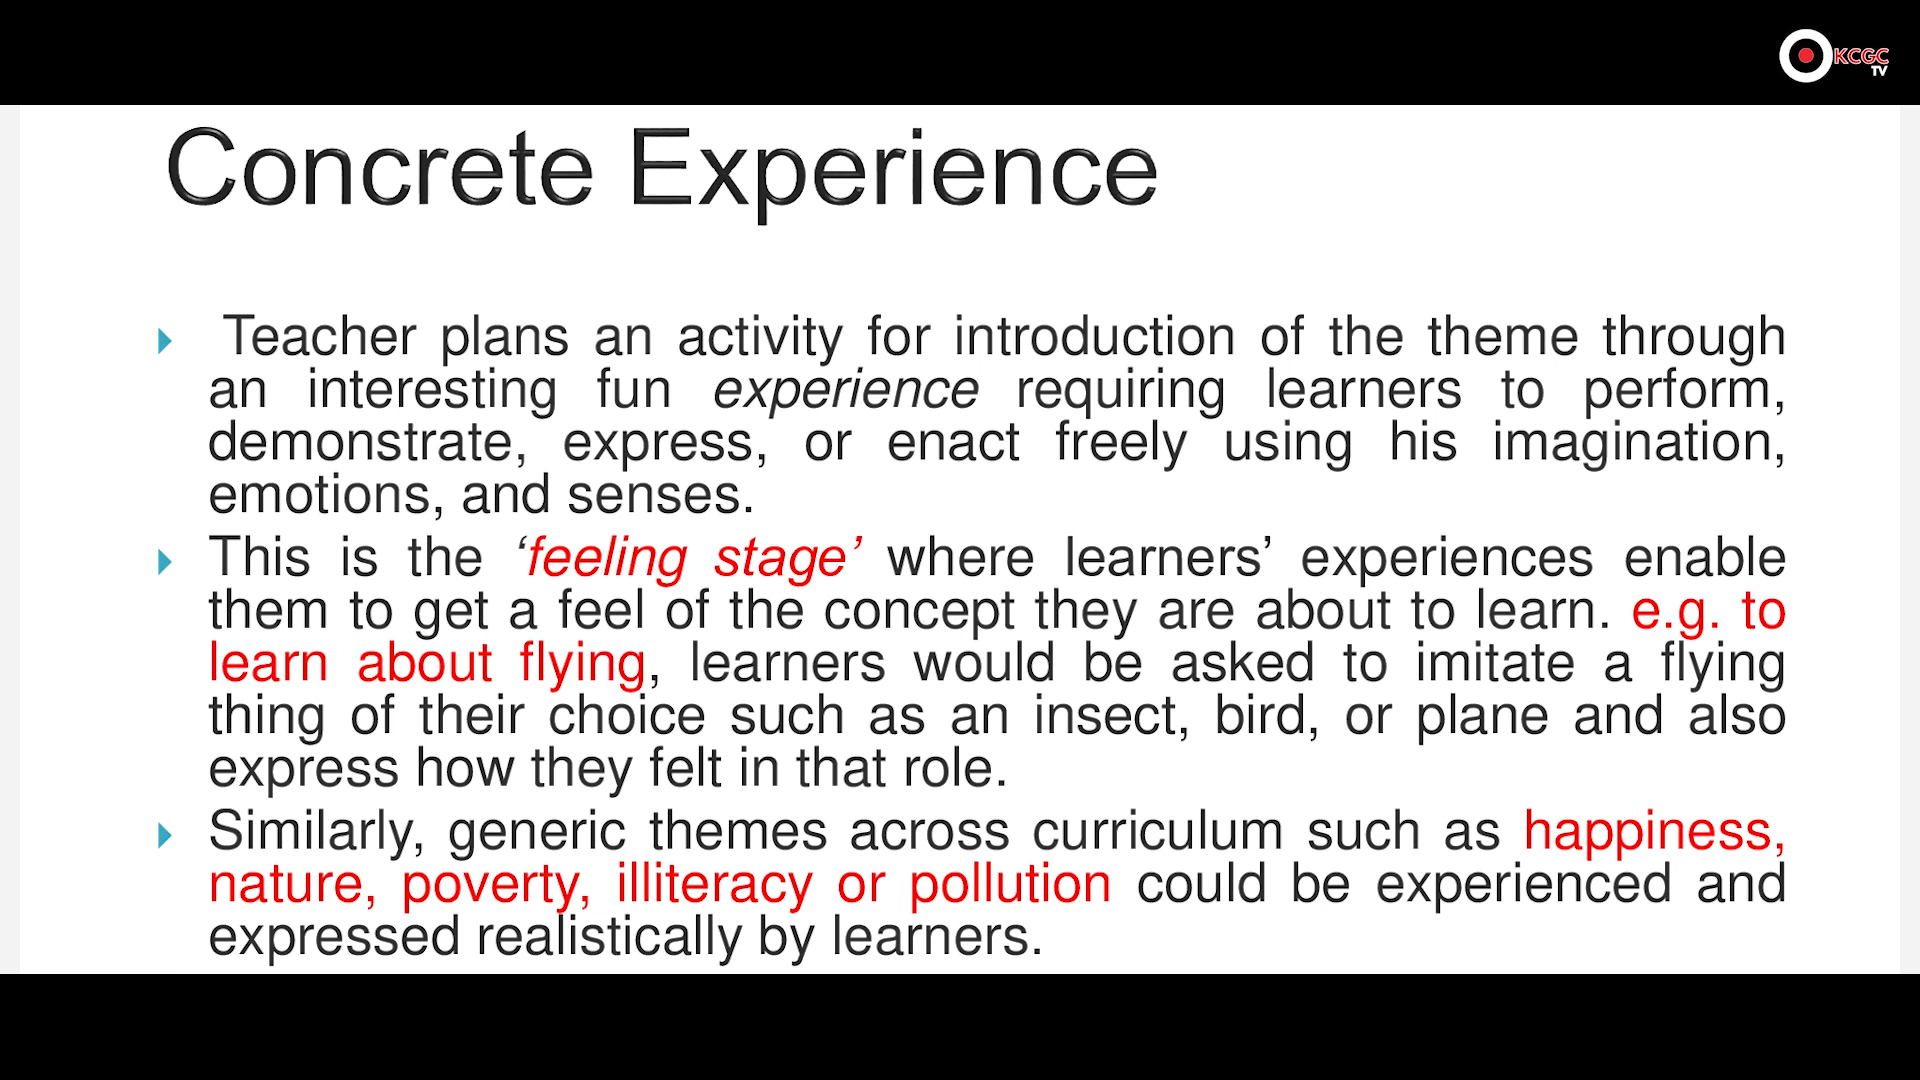 KCGC
TV
Concrete Experience
Teacher plans an activity for introduction of the theme through
an interesting fun experience requiring learners to perform,
demonstrate, express, or enact freely using his imagination,
emotions, and senses.
This is the ‘feeling stage’ where learners’ experiences enable
them to get a feel of the concept they are about to learn. e.g. to
learn about flying, learners would be asked to imitate a flying
thing of their choice such as an insect, bird, or plane and also
express how they felt in that role.
Similarly, generic themes across curriculum such as happiness,
nature, poverty, illiteracy or pollution could be experienced and
expressed realistically by learners.